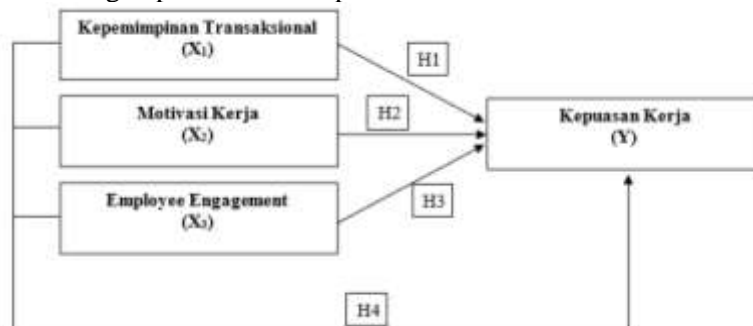 Kepemimpinan Transaksional
(X₁)
H1
Motivasi Kerja
(X₂)
H2
Kepuasan Kerja
(Y)
Employee Engagement
(X₃)
H3
H4